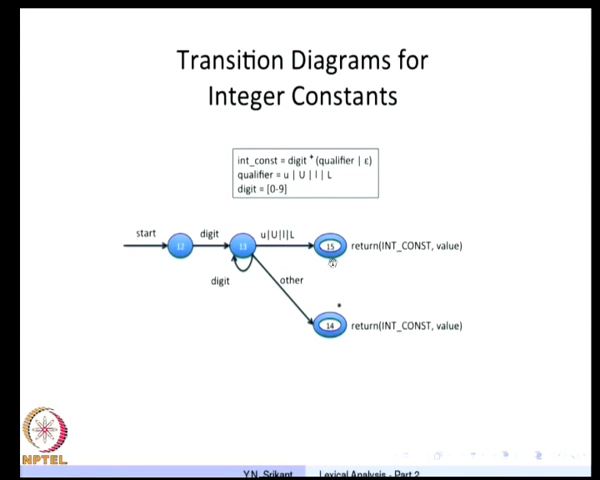 Transition Diagrams for
Integer Constants
int_const = digit * (qualifier | ε)
qualifier = u | U | l | L
digit = [0-9]
start
digit
u|U|l|L
12
13
15
return(INT_CONST, value)
digit
other
*
14
return(INT_CONST, value)
NPTEL
Y.N. Srikant Lexical Analysis - Part 2